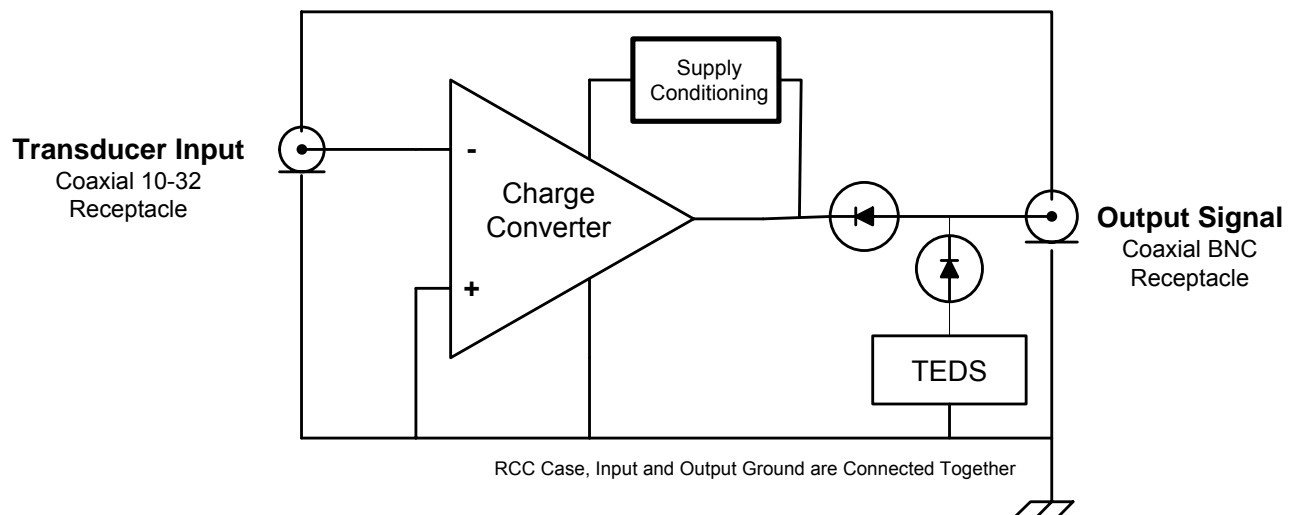 Supply
Conditioning
Transducer Input
Coaxial 10-32
Receptacle
-
Charge
Converter
+
Output Signal
Coaxial BNC
Receptacle
TEDS
RCC Case, Input and Output Ground are Connected Together